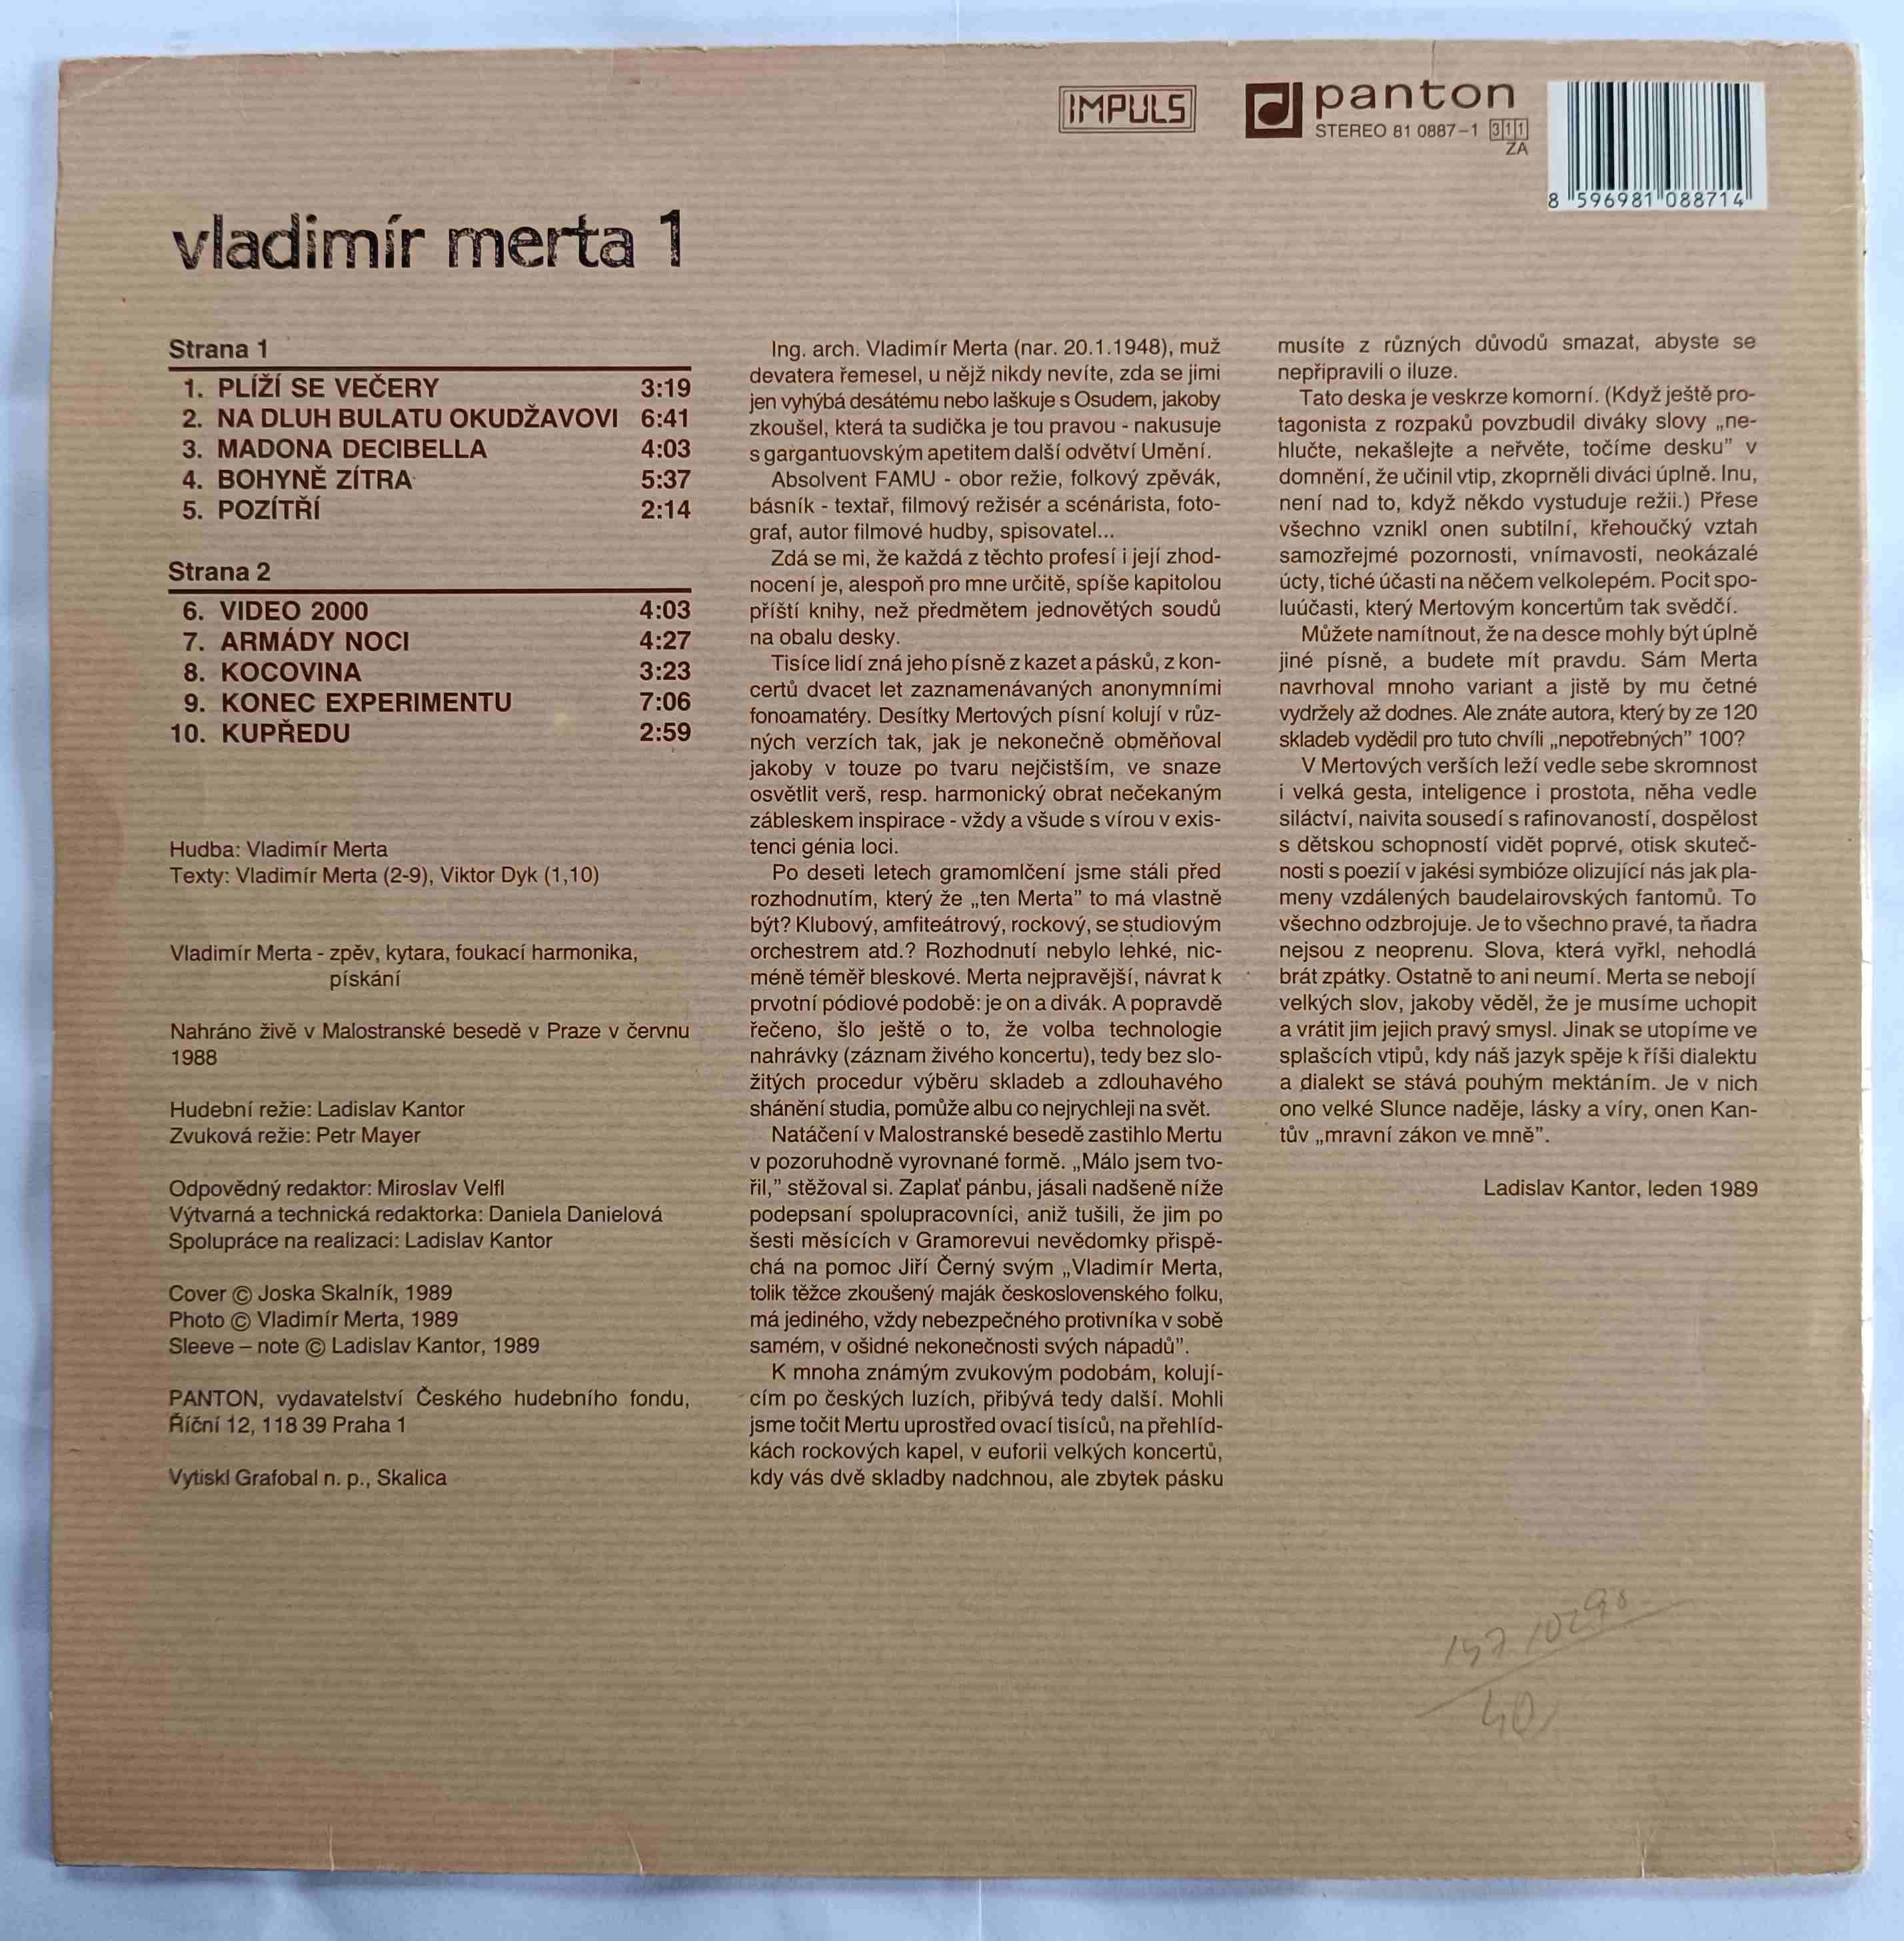 IMPULS
panton
STEREO 81 0887–1 311
ZA
8 596981 088714
vladimír merta 1
Strana 1
1. PLÍŽÍ SE VEČERY 3:19
2. NA DLUH BULATU OKUDŽAVOVI 6:41
3. MADONA DECIBELLA 4:03
4. BOHYNĚ ZÍTRA 5:37
5. POZÍTŘÍ 2:14
Strana 2
6. VIDEO 2000 4:03
7. ARMÁDY NOCI 4:27
8. KOCOVINA 3:23
9. KONEC EXPERIMENTU 7:06
10. KUPŘEDU 2:59
Hudba: Vladimír Merta
Texty: Vladimír Merta (2-9), Viktor Dyk (1,10)
Vladimír Merta - zpěv, kytara, foukací harmonika,
pískání
Nahráno živě v Malostranské besedě v Praze v červnu
1988
Hudební režie: Ladislav Kantor
Zvuková režie: Petr Mayer
Odpovědný redaktor: Miroslav Velfl
Výtvarná a technická redaktorka: Daniela Danielová
Spolupráce na realizaci: Ladislav Kantor
Cover © Joska Skalník, 1989
Photo © Vladimír Merta, 1989
Sleeve – note © Ladislav Kantor, 1989
PANTON, vydavatelství Českého hudebního fondu,
Říční 12, 118 39 Praha 1
Vytiskl Grafobal n. p., Skalica
Ing. arch. Vladimír Merta (nar. 20.1.1948), muž
devatera řemesel, u nějž nikdy nevíte, zda se jimi
jen vyhýbá desátému nebo laškuje s Osudem, jakoby
zkoušel, která ta sudička je tou pravou - nakusuje
s gargantuovským apetitem další odvětví Umění.
Absolvent FAMU - obor režie, folkový zpěvák,
básník - textař, filmový režisér a scénárista, foto-
graf, autor filmové hudby, spisovatel...
Zdá se mi, že každá z těchto profesí i její zhod-
nocení je, alespoň pro mne určitě, spíše kapitolou
příští knihy, než předmětem jednovětých soudů
na obalu desky.
Tisíce lidí zná jeho písně z kazet a pásků, z kon-
certů dvacet let zaznamenávaných anonymními
fonoamatéry. Desítky Mertových písní kolují v růz-
ných verzích tak, jak je nekonečně obměňoval
jakoby v touze po tvaru nejčistším, ve snaze
osvětlit verš, resp. harmonický obrat nečekaným
zábleskem inspirace - vždy a všude s vírou v exis-
tenci génia loci.
Po deseti letech gramomlčení jsme stáli před
rozhodnutím, který že „ten Merta” to má vlastně
být? Klubový, amfiteátrový, rockový, se studiovým
orchestrem atd.? Rozhodnutí nebylo lehké, nic-
méně téměř bleskové. Merta nejpravější, návrat k
prvotní pódiové podobě: je on a divák. A popravdě
řečeno, šlo ještě o to, že volba technologie
nahrávky (záznam živého koncertu), tedy bez slo-
žitých procedur výběru skladeb a zdlouhavého
shánění studia, pomůže albu co nejrychleji na svět.
Natáčení v Malostranské besedě zastihlo Mertu
v pozoruhodně vyrovnané formě. „Málo jsem tvo-
řil,” stěžoval si. Zaplať pánbu, jásali nadšeně níže
podepsaní spolupracovníci, aniž tušili, že jim po
šesti měsících v Gramorevui nevědomky přispě-
chá na pomoc Jiří Černý svým „Vladimír Merta,
tolik těžce zkoušený maják československého folku,
má jediného, vždy nebezpečného protivníka v sobě
samém, v ošidné nekonečnosti svých nápadů”.
K mnoha známým zvukovým podobám, kolují-
cím po českých luzích, přibývá tedy další. Mohli
jsme točit Mertu uprostřed ovací tisíců, na přehlíd-
kách rockových kapel, v euforii velkých koncertů,
kdy vás dvě skladby nadchnou, ale zbytek pásku
musíte z různých důvodů smazat, abyste se
nepřipravili o iluze.
Tato deska je veskrze komorní. (Když ještě pro-
tagonista z rozpaků povzbudil diváky slovy „ne-
hlučte, nekašlejte a neřvěte, točíme desku” v
domnění, že učinil vtip, zkoprněli diváci úplně. Inu,
není nad to, když někdo vystuduje režii.) Přese
všechno vznikl onen subtilní, křehoučký vztah
samozřejmé pozornosti, vnímavosti, neokázalé
úcty, tiché účasti na něčem velkolepém. Pocit spo-
luúčasti, který Mertovým koncertům tak svědčí.
Můžete namítnout, že na desce mohly být úplně
jiné písně, a budete mít pravdu. Sám Merta
navrhoval mnoho variant a jistě by mu četné
vydržely až dodnes. Ale znáte autora, který by ze 120
skladeb vydědil pro tuto chvíli „nepotřebných” 100?
V Mertových verších leží vedle sebe skromnost
i velká gesta, inteligence i prostota, něha vedle
siláctví, naivita sousedí s rafinovaností, dospělost
s dětskou schopností vidět poprvé, otisk skuteč-
nosti s poezií v jakési symbióze olizující nás jak pla-
meny vzdálených baudelairovských fantomů. To
všechno odzbrojuje. Je to všechno pravé, ta ňadra
nejsou z neoprenu. Slova, která vyřkl, nehodlá
brát zpátky. Ostatně to ani neumí. Merta se nebojí
velkých slov, jakoby věděl, že je musíme uchopit
a vrátit jim jejich pravý smysl. Jinak se utopíme ve
splašcích vtipů, kdy náš jazyk spěje k říši dialektu
a dialekt se stává pouhým mektáním. Je v nich
ono velké Slunce naděje, lásky a víry, onen Kan-
tův „mravní zákon ve mně”.
Ladislav Kantor, leden 1989
40